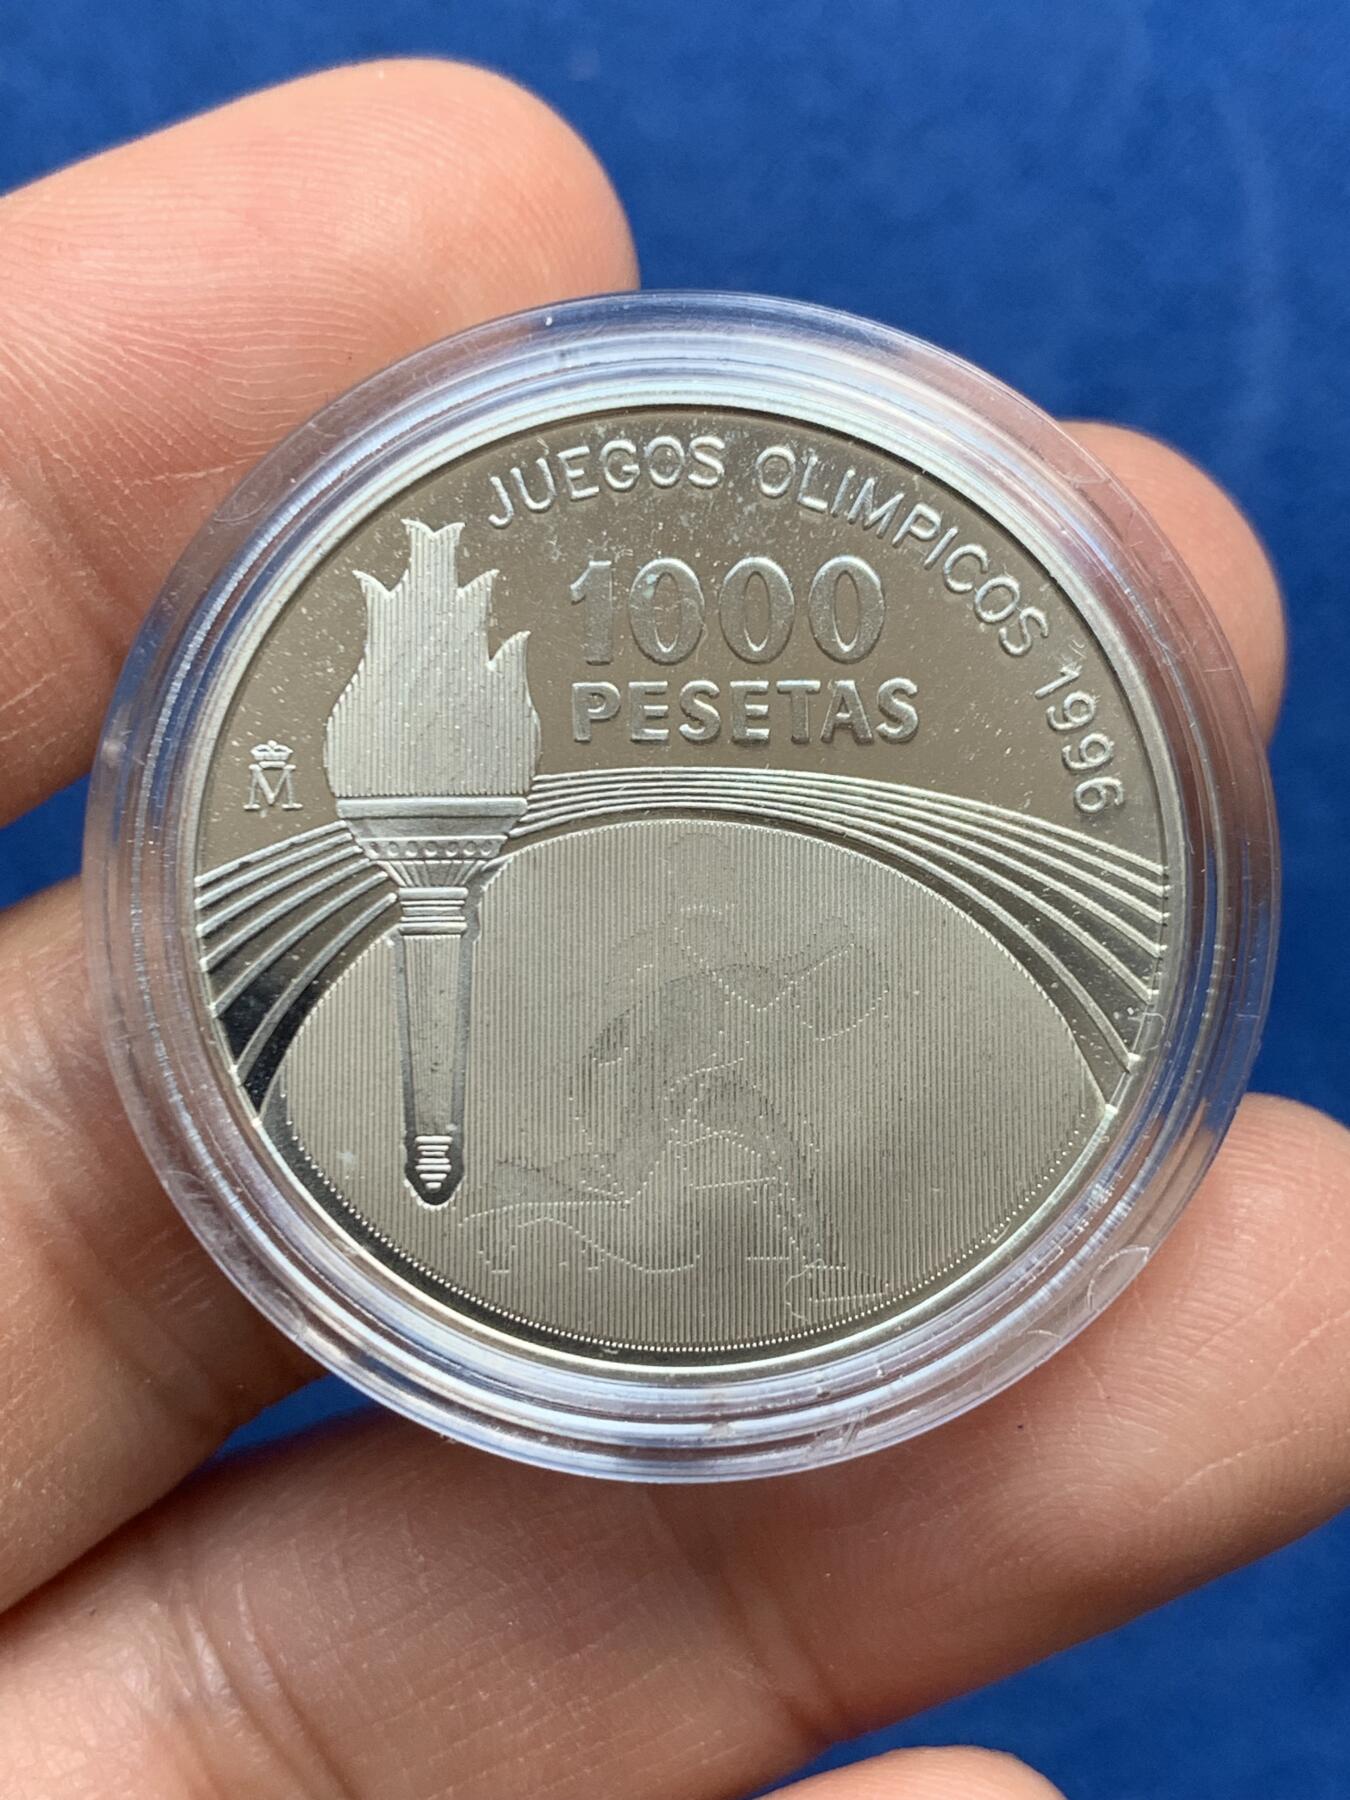 JUEGOS OLIMPICOS 1996
1000
PESETAS
M